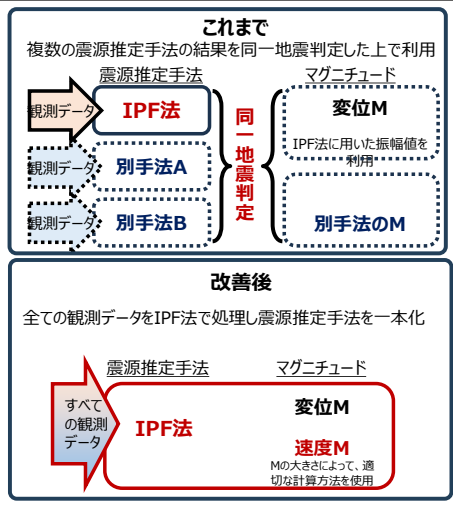 これまで
複数の震源推定手法の結果を同一地震判定した上で利用
震源推定手法
マグニチュード
観測データ
IPF法
同一地震判定
変位M
IPF法に用いた振幅値を
利用
観測データ
別手法A
観測データ
別手法B
別手法のM
改善後
全ての観測データをIPF法で処理し震源推定手法を一本化
震源推定手法
マグニチュード
すべて
の観測
データ
IPF法
変位M
速度M
Mの大きさによって、適
切な計算方法を使用